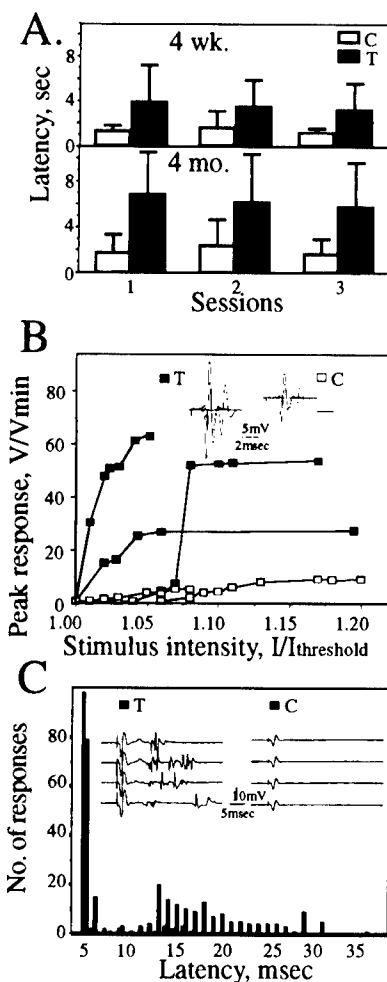 A.
4 wk.
C
T
Latency, sec
8
4
0
4 mo.
8
4
0
1 2 3
Sessions
B
T
C
5mV
2msec
Peak response, V/Vmin
80
60
40
20
0
1.00 1.05 1.10 1.15 1.20
Stimulus intensity, I/Ithreshold
C
T
C
10mV
5msec
No. of responses
80
60
40
20
0
5 10 15 20 25 30 35
Latency, msec